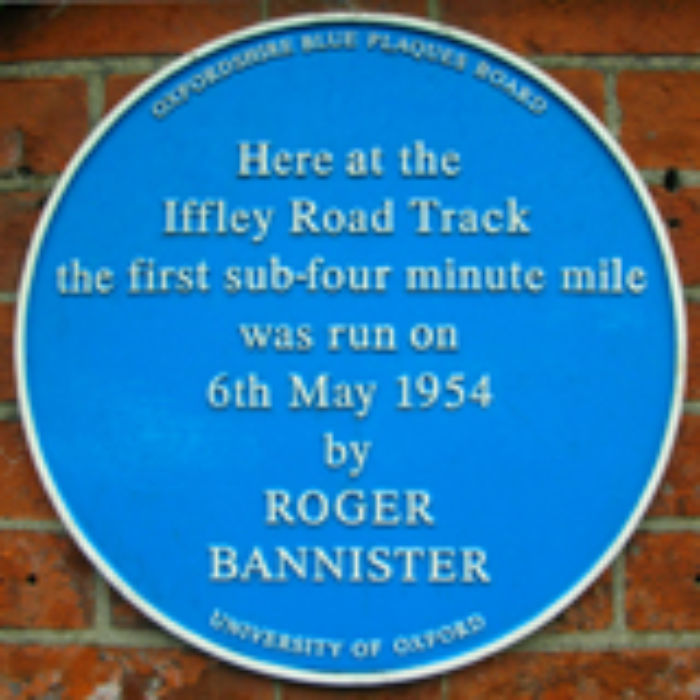 OXFORDSHIRE BLUE PLAQUES BOARD
Here at the
Iffley Road Track
the first sub-four minute mile
was run on
6th May 1954
by
ROGER
BANNISTER
UNIVERSITY OF OXFORD